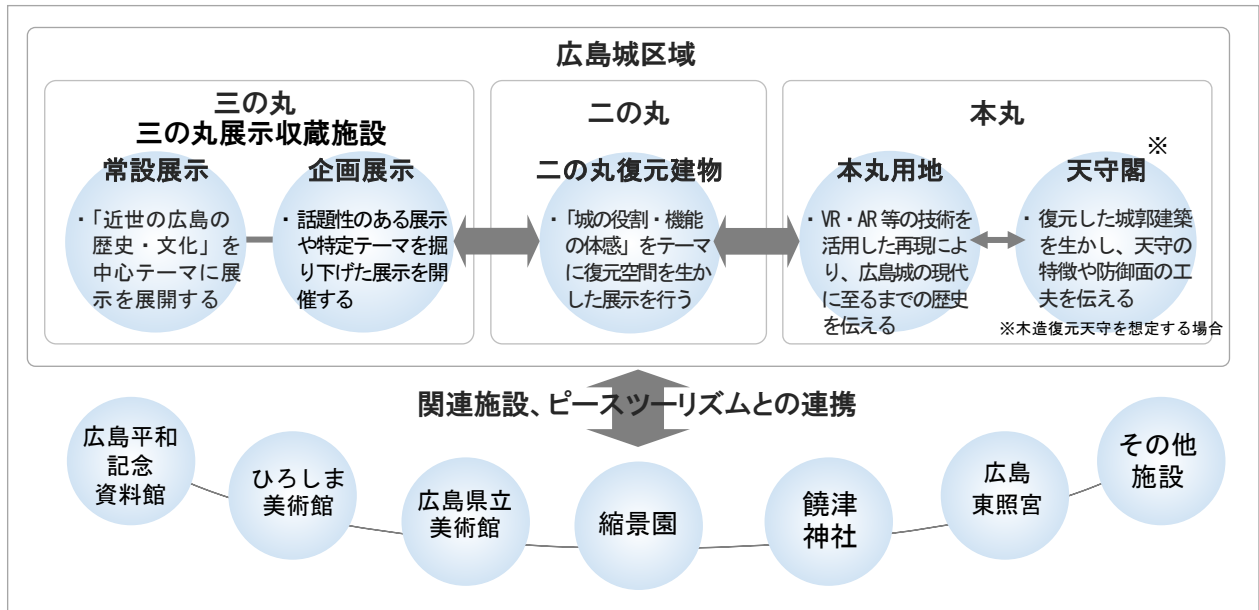 広島城区域
三の丸
三の丸展示収蔵施設
常設展示
・「近世の広島の
歴史・文化」を
中心テーマに展
示を展開する
企画展示
・話題性のある展示
や特定テーマを掘
り下げた展示を開
催する
二の丸
二の丸復元建物
・「城の役割・機能
の体感」をテーマ
に復元空間を生か
した展示を行う
本丸
本丸用地
・VR・AR等の技術を
活用した再現によ
り、広島城の現代
に至るまでの歴史
を伝える
※
天守閣
・復元した城郭建築
を生かし、天守の
特徴や防御面の工
夫を伝える
※木造復元天守を想定する場合
関連施設、ピースツーリズムとの連携
広島平和
記念
資料館
ひろしま
美術館
広島県立
美術館
縮景園
饒津
神社
広島
東照宮
その他
施設